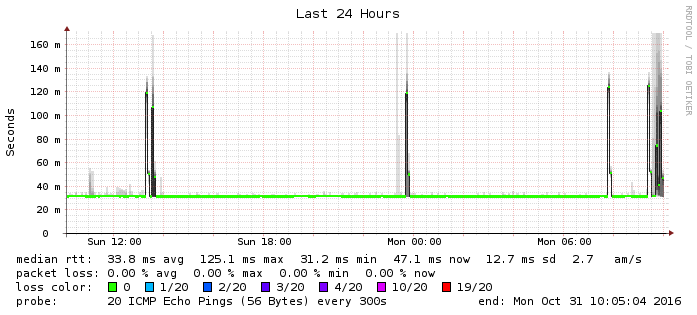 Last 24 Hours
RRDTOOL / TOBI OETIKER
Seconds
160 m
140 m
120 m
100 m
80 m
60 m
40 m
20 m
0
Sun 12:00 Sun 18:00 Mon 00:00 Mon 06:00
median rtt: 33.8 ms avg 125.1 ms max 31.2 ms min 47.1 ms now 12.7 ms sd 2.7 am/s
packet loss: 0.00 % avg 0.00 % max 0.00 % min 0.00 % now
loss color: 0 1/20 2/20 3/20 4/20 10/20 19/20
probe: 20 ICMP Echo Pings (56 Bytes) every 300s end: Mon Oct 31 10:05:04 2016